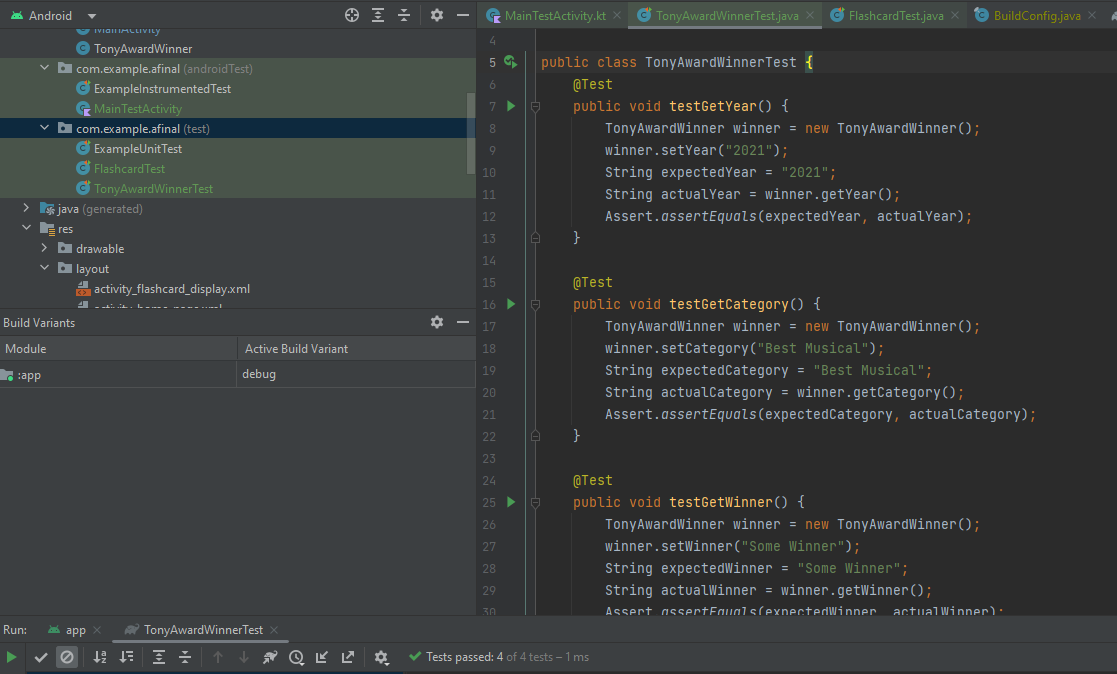 Android
MainTestActivity.kt
TonyAwardWinnerTest.java
FlashcardTest.java
BuildConfig.java
MainActivity
TonyAwardWinner
com.example.afinal (androidTest)
ExampleInstrumentedTest
MainTestActivity
com.example.afinal (test)
ExampleUnitTest
FlashcardTest
TonyAwardWinnerTest
java (generated)
res
drawable
layout
activity_flashcard_display.xml
activity_home_page.xml
Build Variants
Module
Active Build Variant
:app
debug
4
5 public class TonyAwardWinnerTest {
6 @Test
7 public void testGetYear() {
8 TonyAwardWinner winner = new TonyAwardWinner();
9 winner.setYear("2021");
10 String expectedYear = "2021";
11 String actualYear = winner.getYear();
12 Assert.assertEquals(expectedYear, actualYear);
13 }
14
15 @Test
16 public void testGetCategory() {
17 TonyAwardWinner winner = new TonyAwardWinner();
18 winner.setCategory("Best Musical");
19 String expectedCategory = "Best Musical";
20 String actualCategory = winner.getCategory();
21 Assert.assertEquals(expectedCategory, actualCategory);
22 }
23
24 @Test
25 public void testGetWinner() {
26 TonyAwardWinner winner = new TonyAwardWinner();
27 winner.setWinner("Some Winner");
28 String expectedWinner = "Some Winner";
29 String actualWinner = winner.getWinner();
30 Assert.assertEquals(expectedWinner, actualWinner);
Run:
app
TonyAwardWinnerTest
Tests passed: 4 of 4 tests – 1 ms